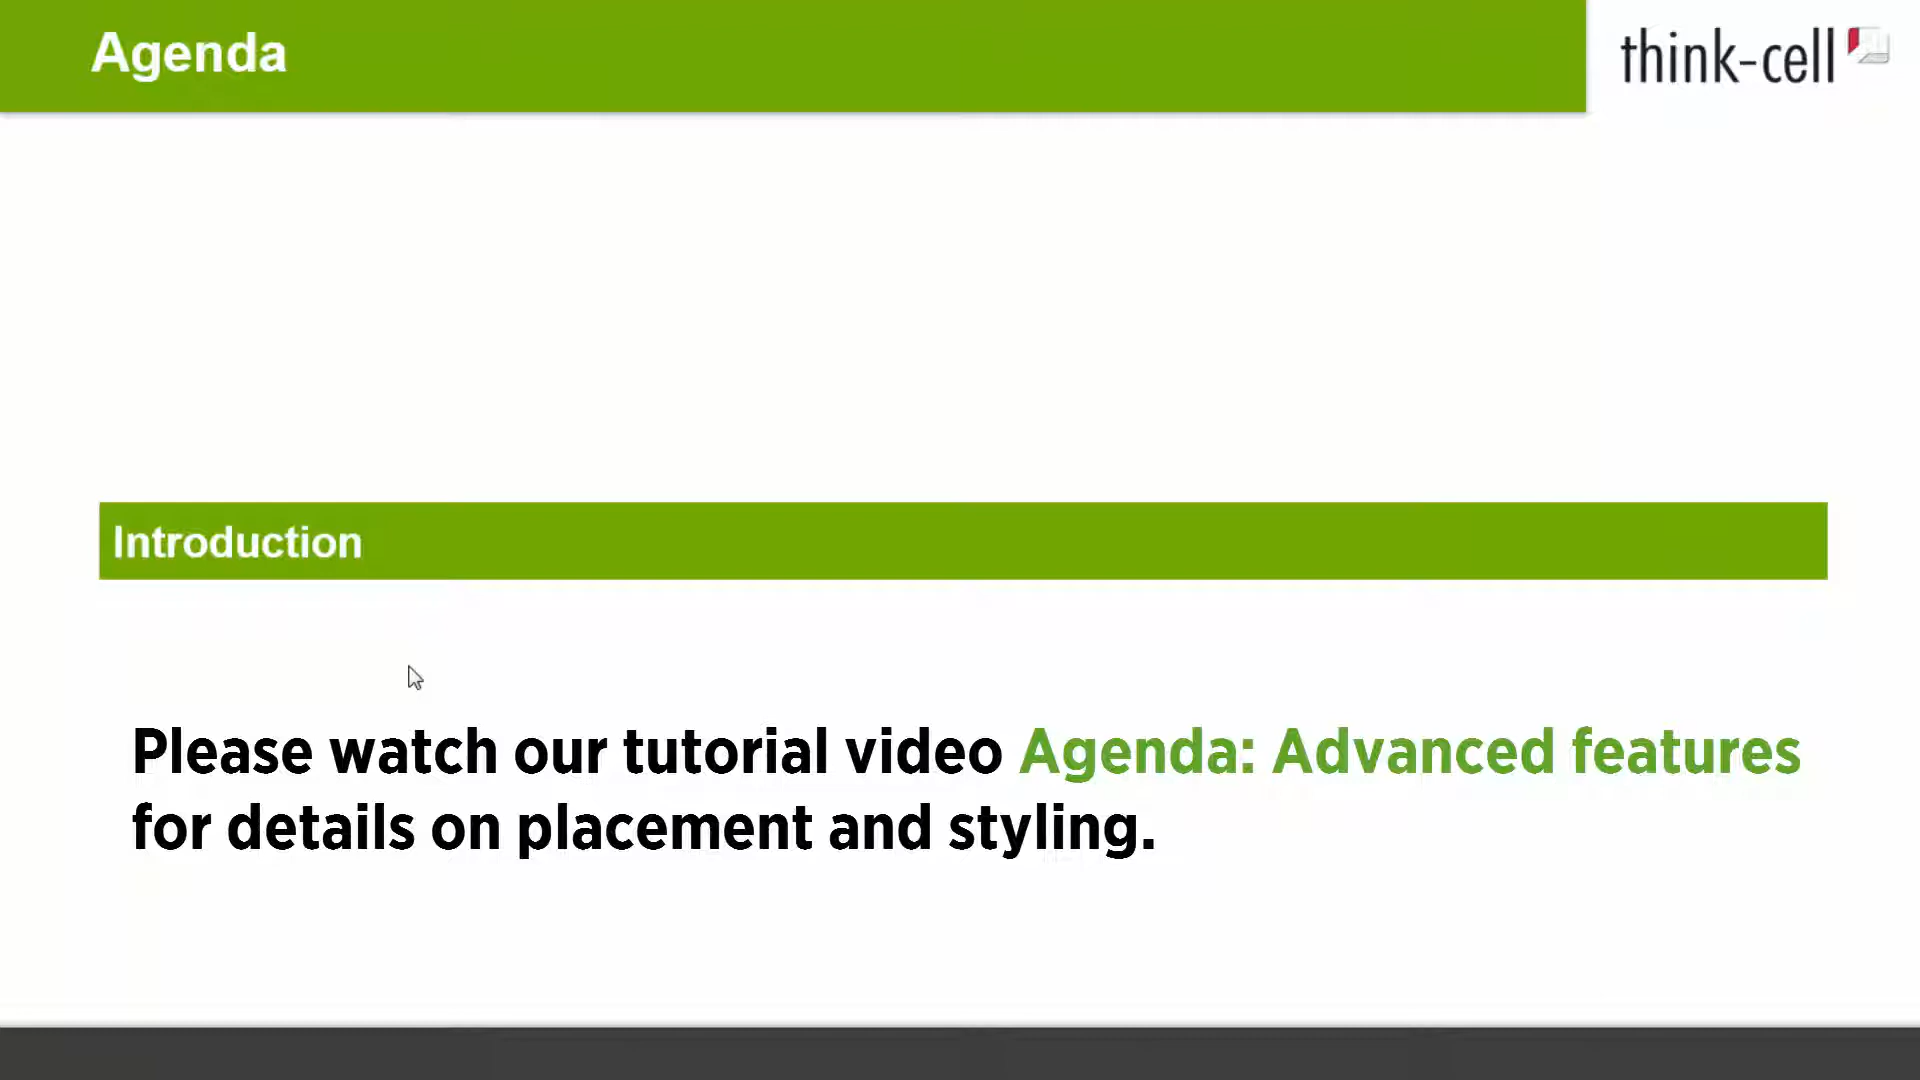 Agenda
think-cell
Introduction
Please watch our tutorial video Agenda: Advanced features
for details on placement and styling.